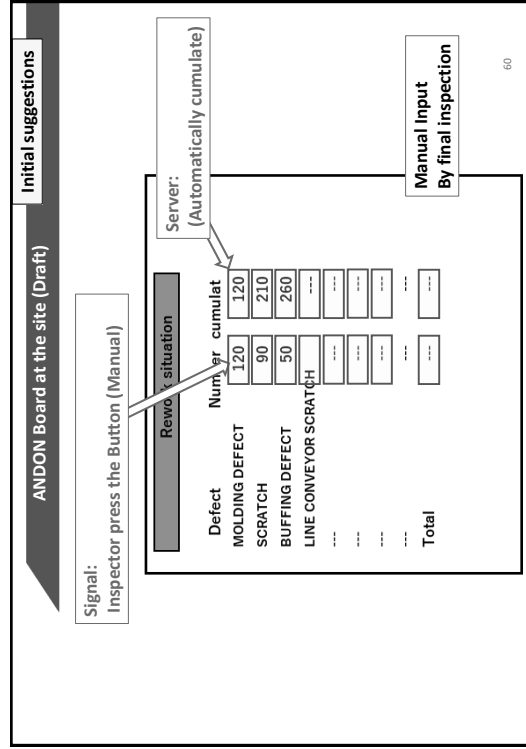 Initial suggestions
ANDON Board at the site (Draft)
Signal:
Inspector press the Button (Manual)
Server:
(Automatically cumulate)
Rework situation
Defect Number cumulat
MOLDING DEFECT 120 120
SCRATCH 90 210
BUFFING DEFECT 50 260
LINE CONVEYOR SCRATCH ---
--- --- ---
--- --- ---
--- --- ---
--- --- ---
Total --- ---
Manual Input
By final inspection
60